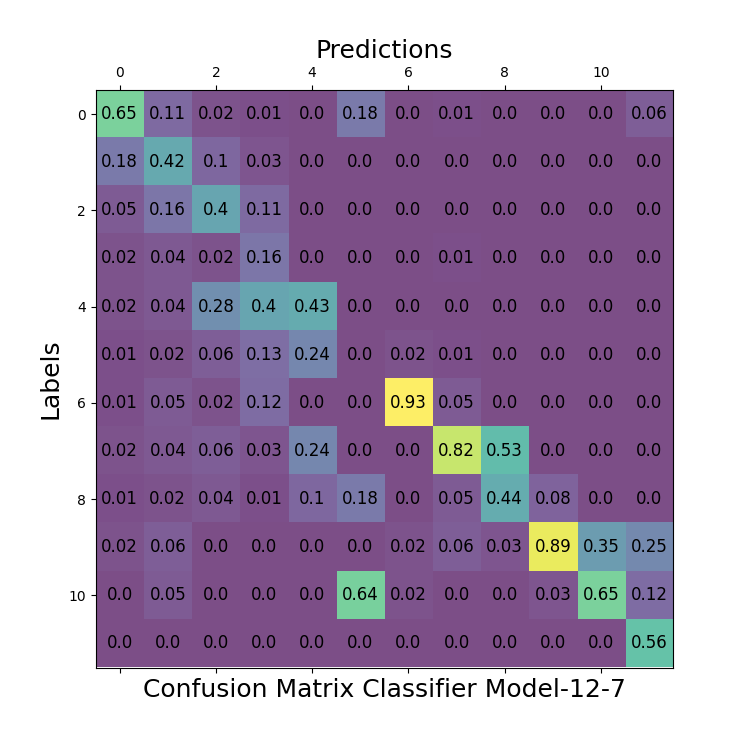 Predictions
0 2 4 6 8 10
0 0.65 0.11 0.02 0.01 0.0 0.18 0.0 0.01 0.0 0.0 0.0 0.06
0.18 0.42 0.1 0.03 0.0 0.0 0.0 0.0 0.0 0.0 0.0 0.0
2 0.05 0.16 0.4 0.11 0.0 0.0 0.0 0.0 0.0 0.0 0.0 0.0
0.02 0.04 0.02 0.16 0.0 0.0 0.0 0.01 0.0 0.0 0.0 0.0
4 0.02 0.04 0.28 0.4 0.43 0.0 0.0 0.0 0.0 0.0 0.0 0.0
0.01 0.02 0.06 0.13 0.24 0.0 0.02 0.01 0.0 0.0 0.0 0.0
Labels
6 0.01 0.05 0.02 0.12 0.0 0.0 0.93 0.05 0.0 0.0 0.0 0.0
0.02 0.04 0.06 0.03 0.24 0.0 0.0 0.82 0.53 0.0 0.0 0.0
8 0.01 0.02 0.04 0.01 0.1 0.18 0.0 0.05 0.44 0.08 0.0 0.0
0.02 0.06 0.0 0.0 0.0 0.0 0.02 0.06 0.03 0.89 0.35 0.25
10 0.0 0.05 0.0 0.0 0.0 0.64 0.02 0.0 0.0 0.03 0.65 0.12
0.0 0.0 0.0 0.0 0.0 0.0 0.0 0.0 0.0 0.0 0.0 0.56
Confusion Matrix Classifier Model-12-7